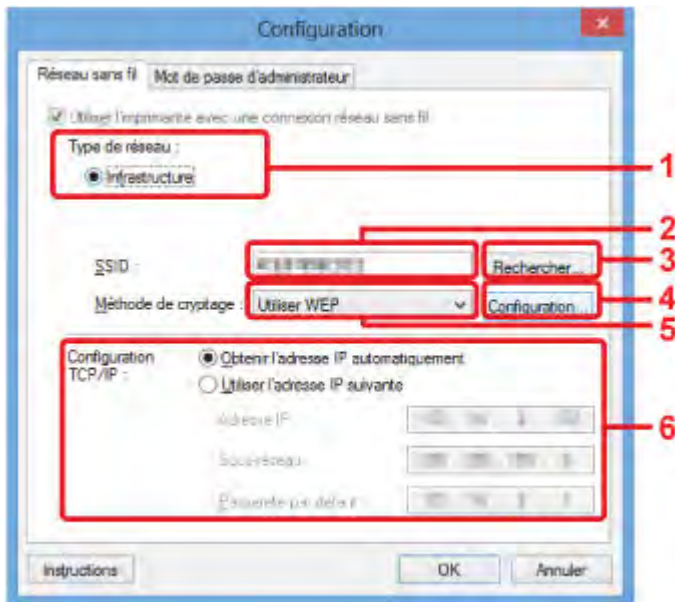 Configuration
Réseau sans fil Mot de passe d'administrateur
Utiliser l'imprimante avec une connexion réseau sans fil
Type de réseau :
Infrastructure
1
2
SSID :
Rechercher...
3
4
Méthode de cryptage : Utiliser WEP
Configuration...
5
Configuration TCP/IP :
Obtenir l'adresse IP automatiquement
Utiliser l'adresse IP suivante
Adresse IP
6
Sous-réseau
Passerelle par défaut
Instructions OK Annuler